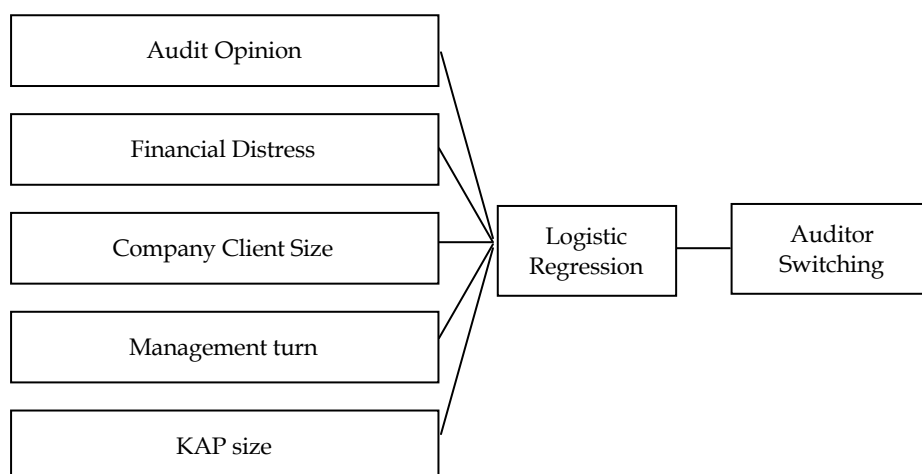 Audit Opinion
Financial Distress
Company Client Size
Management turn
KAP size
Logistic
Regression
Auditor
Switching